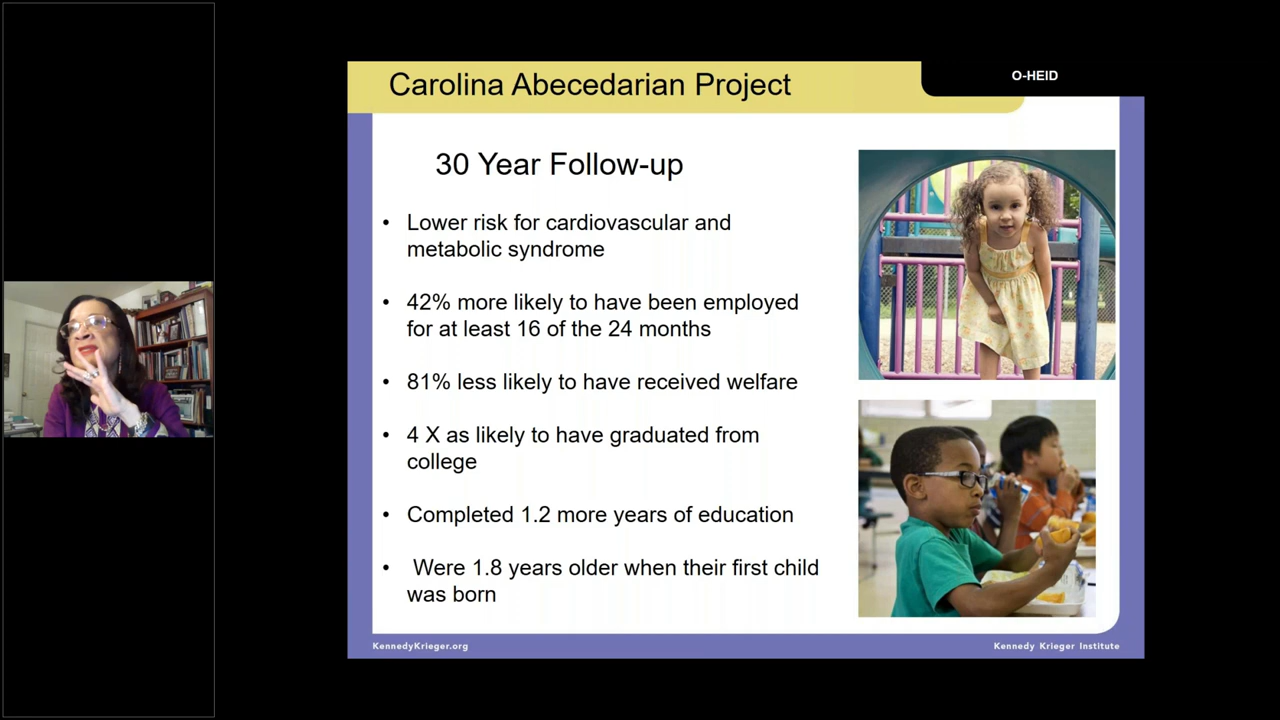 Carolina Abecedarian Project
O-HEID
30 Year Follow-up
• Lower risk for cardiovascular and
metabolic syndrome
• 42% more likely to have been employed
for at least 16 of the 24 months
• 81% less likely to have received welfare
• 4 X as likely to have graduated from
college
• Completed 1.2 more years of education
• Were 1.8 years older when their first child
was born
KennedyKrieger.org
Kennedy Krieger Institute